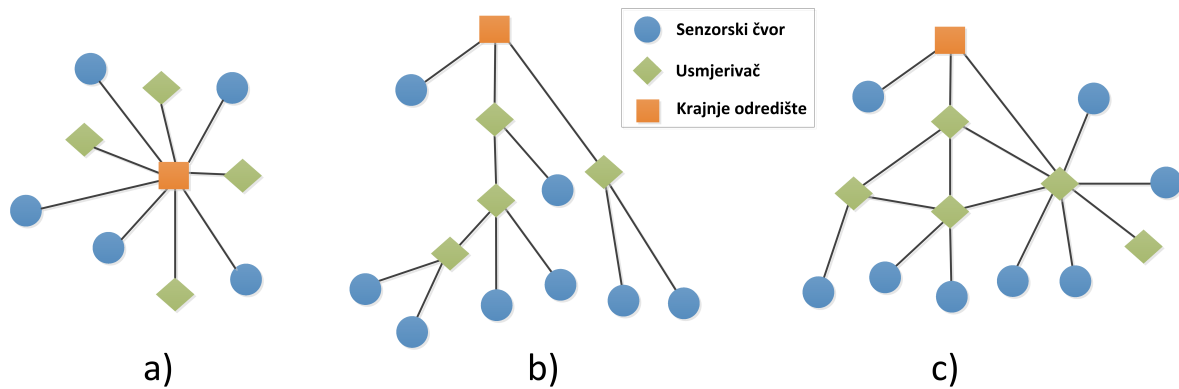 Senzorski čvor
Usmjerivač
Krajnje odredište
a)
b)
c)